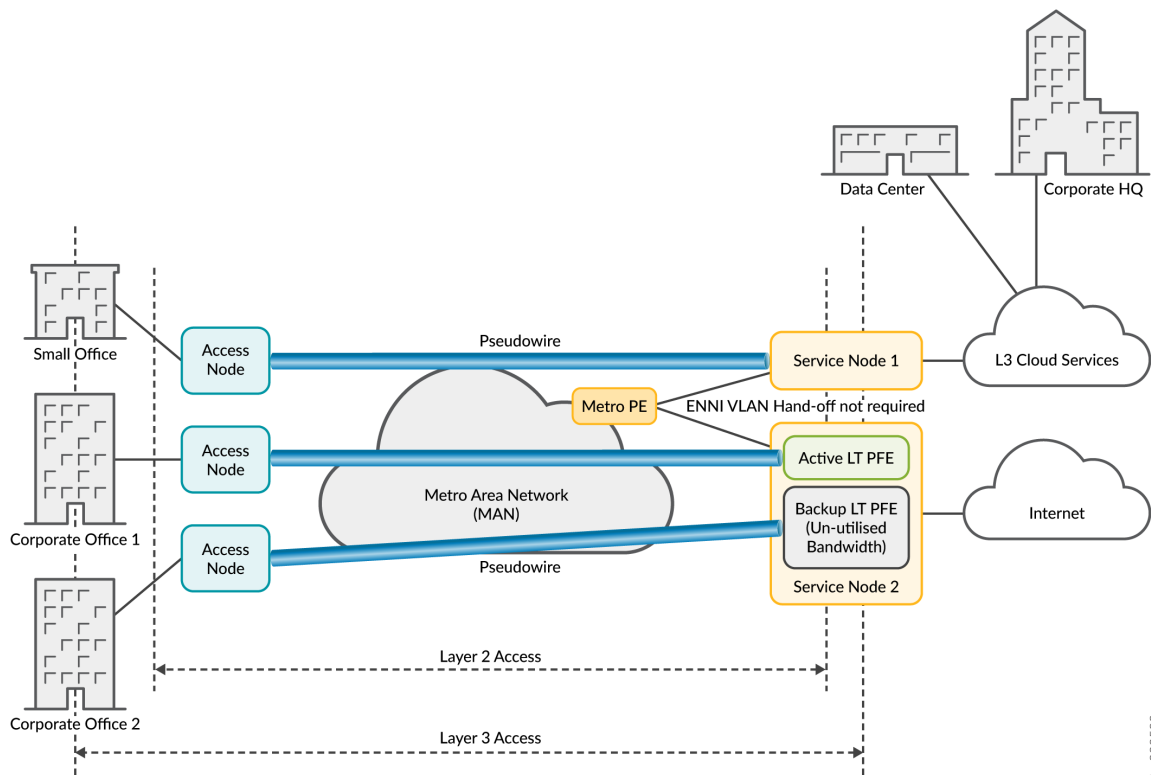 Data Center
Corporate HQ
Small Office
Access
Node
Pseudowire
Service Node 1
L3 Cloud Services
Metro PE
ENNI VLAN Hand-off not required
Corporate Office 1
Access
Node
Active LT PFE
Metro Area Network
(MAN)
Backup LT PFE
(Un-utilised
Bandwidth)
Internet
Access
Node
Pseudowire
Service Node 2
Corporate Office 2
Layer 2 Access
Layer 3 Access